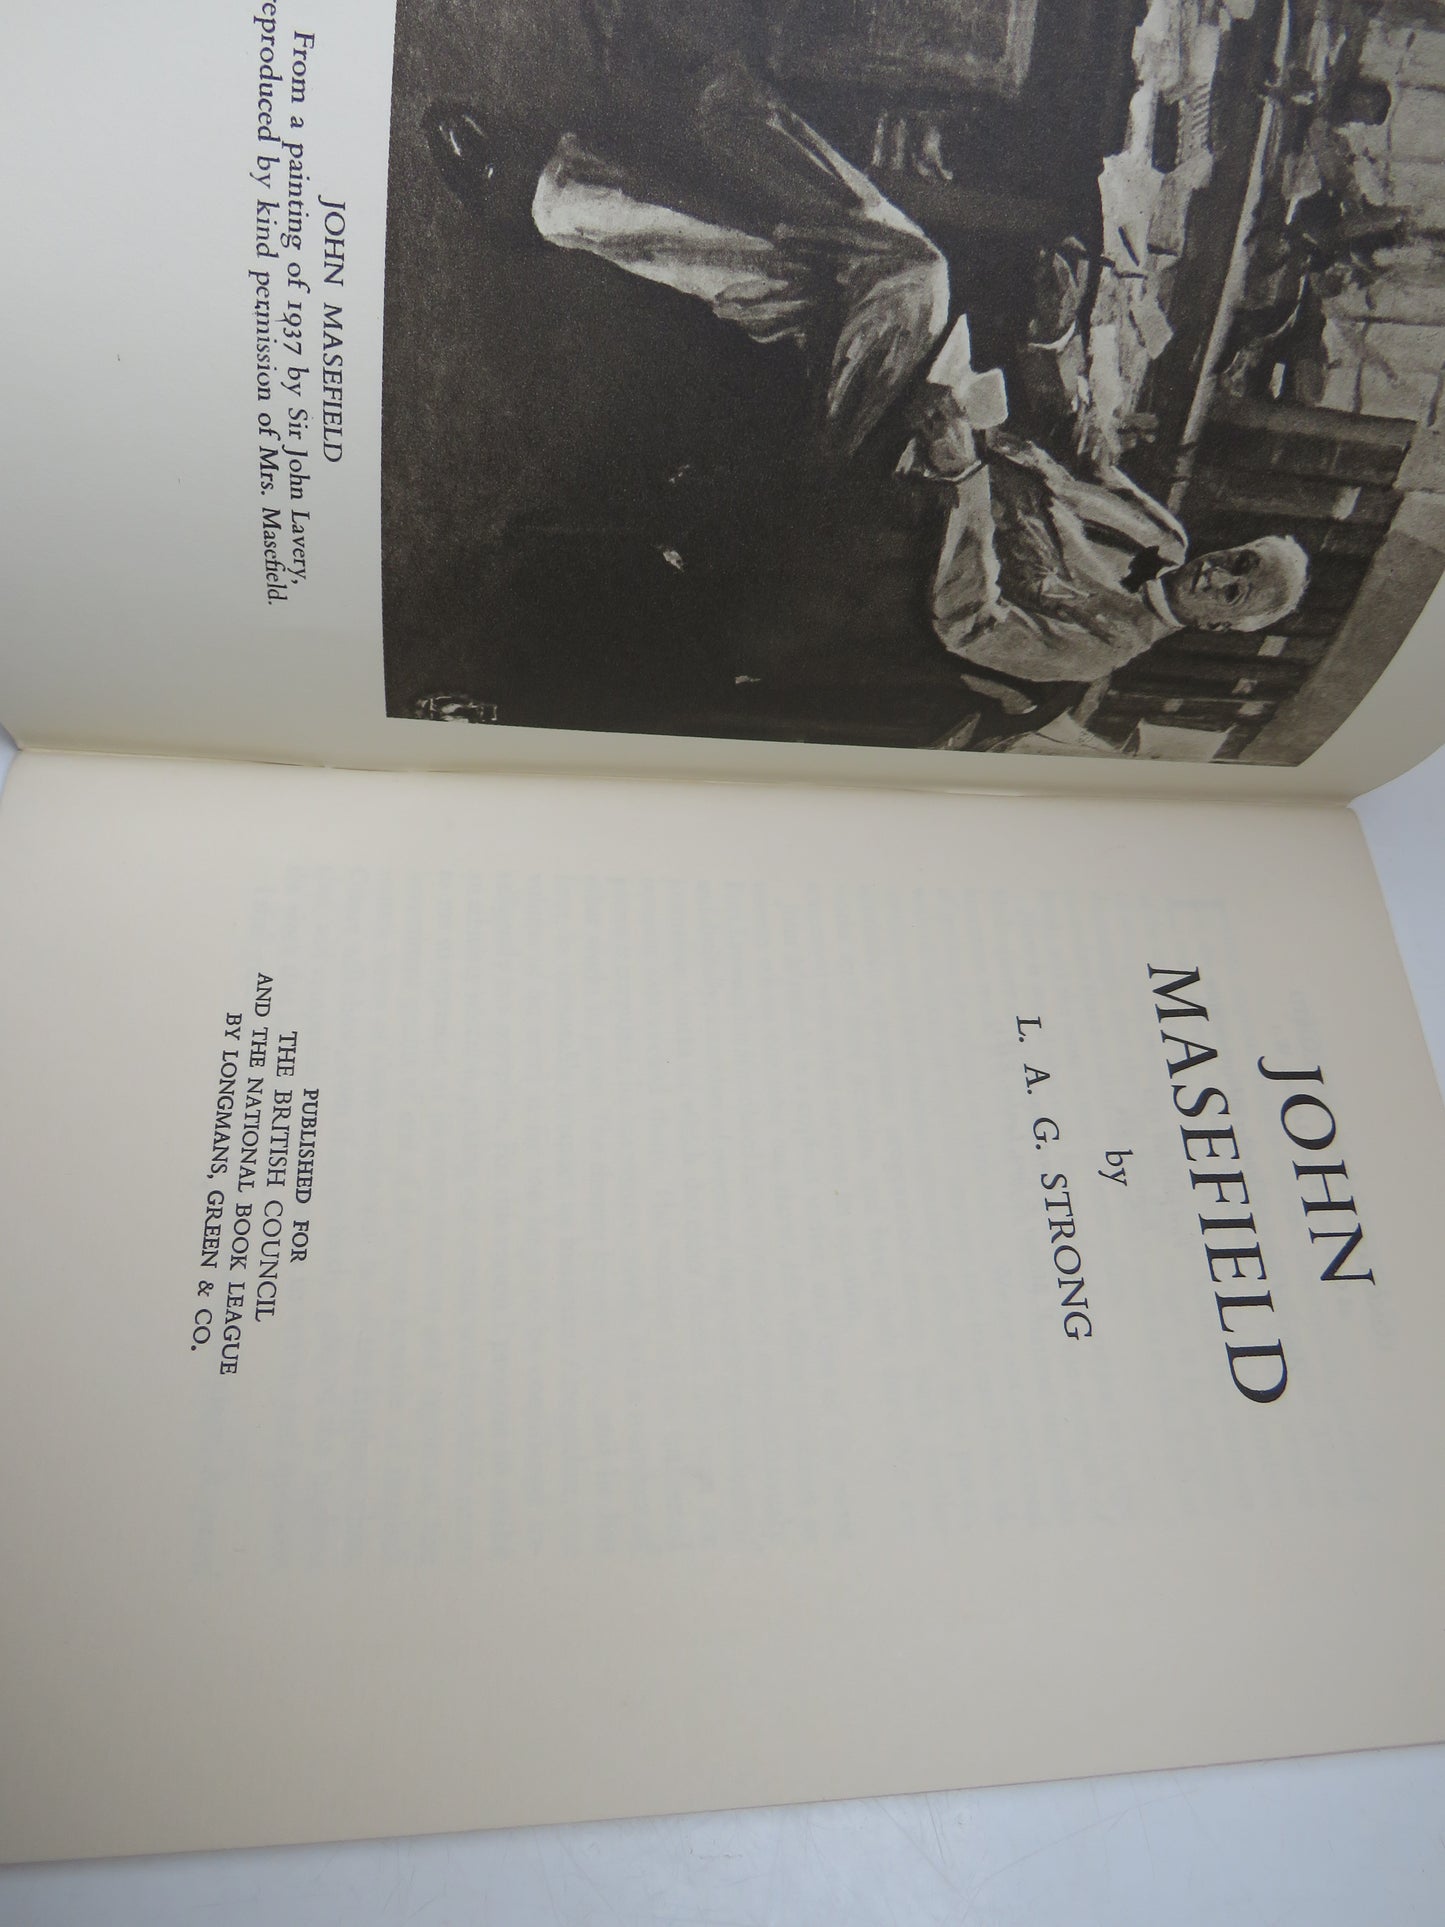 JOHN MASEFIELD
From a painting of 1937 by Sir John Lavery,
reproduced by kind permission of Mrs. Masefield.
JOHN
MASEFIELD
by
L. A. G. STRONG
PUBLISHED FOR
THE BRITISH COUNCIL
AND THE NATIONAL BOOK LEAGUE
BY LONGMANS, GREEN & CO.